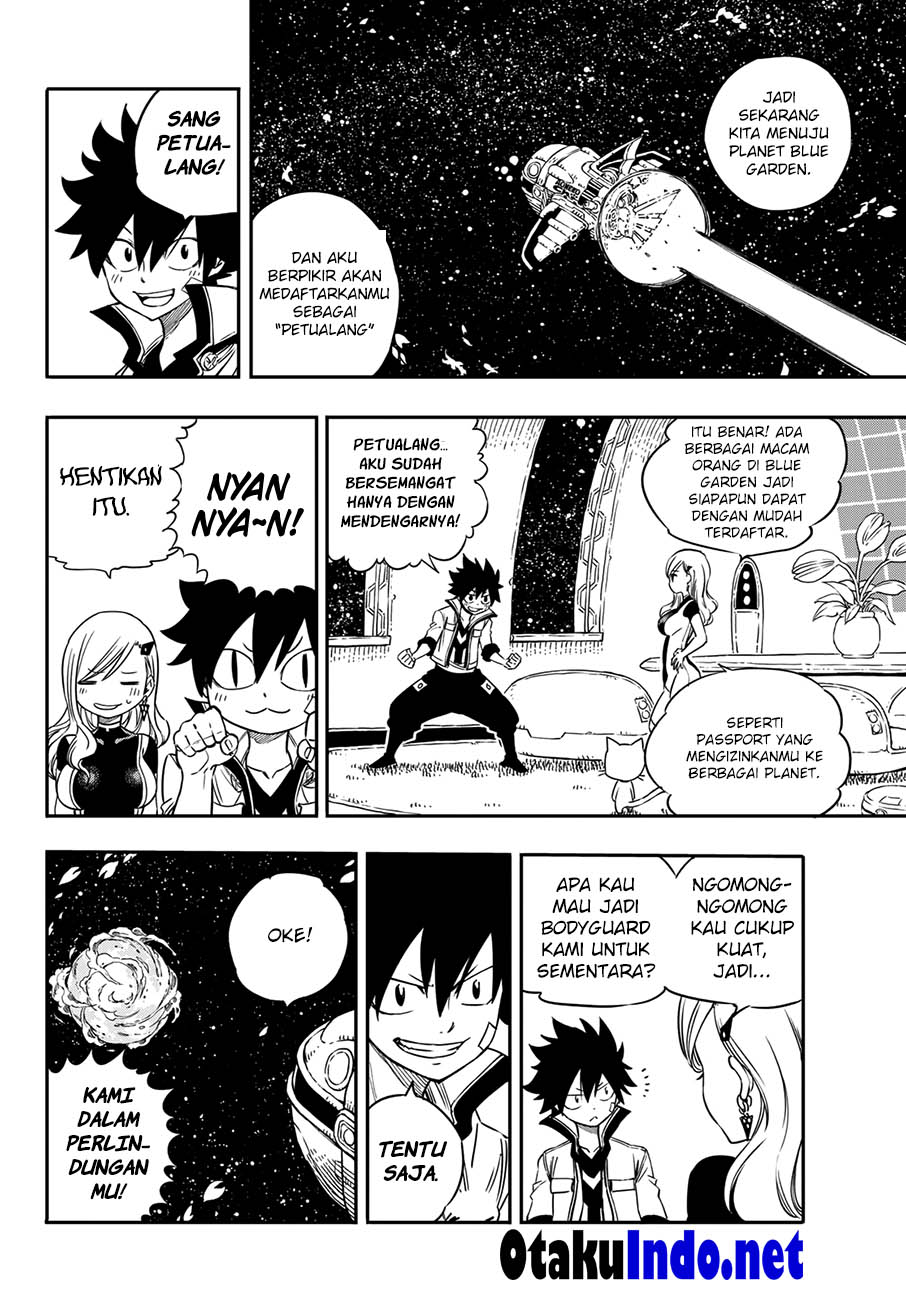 JADI
SEKARANG
KITA MENUJU
PLANET BLUE
GARDEN.
DAN AKU
BERPIKIR AKAN
MEDAFTARKANMU
SEBAGAI
"PETUALANG"
SANG
PETUA-
LANG!
ITU BENAR! ADA
BERBAGAI MACAM
ORANG DI BLUE
GARDEN JADI
SIAPAPUN DAPAT
DENGAN MUDAH
TERDAFTAR.
SEPERTI
PASSPORT YANG
MENGIZINKANMU KE
BERBAGAI PLANET.
PETUALANG...
AKU SUDAH
BERSEMANGAT
HANYA DENGAN
MENDENGARNYA!
NYAN
NYA~N!
HENTIKAN
ITU.
NGOMONG-
NGOMONG
KAU CUKUP
KUAT,
JADI...
APA KAU
MAU JADI
BODYGUARD
KAMI UNTUK
SEMENTARA?
TENTU
SAJA.
OKE!
KAMI
DALAM
PERLIN-
DUNGAN
MU!
OtakuIndo.net